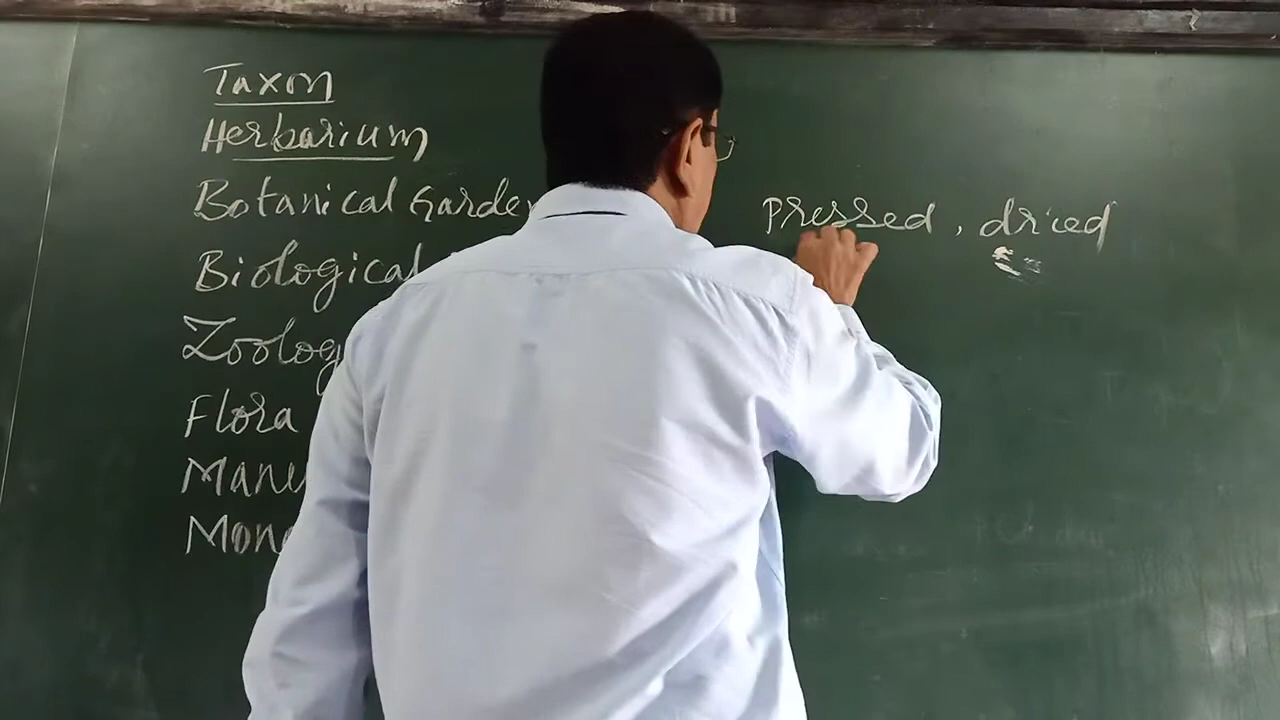 Taxon
Herbarium
Botanical Garde
Biological
Zoolog
Flora
Manu
Mono
Pressed, dried